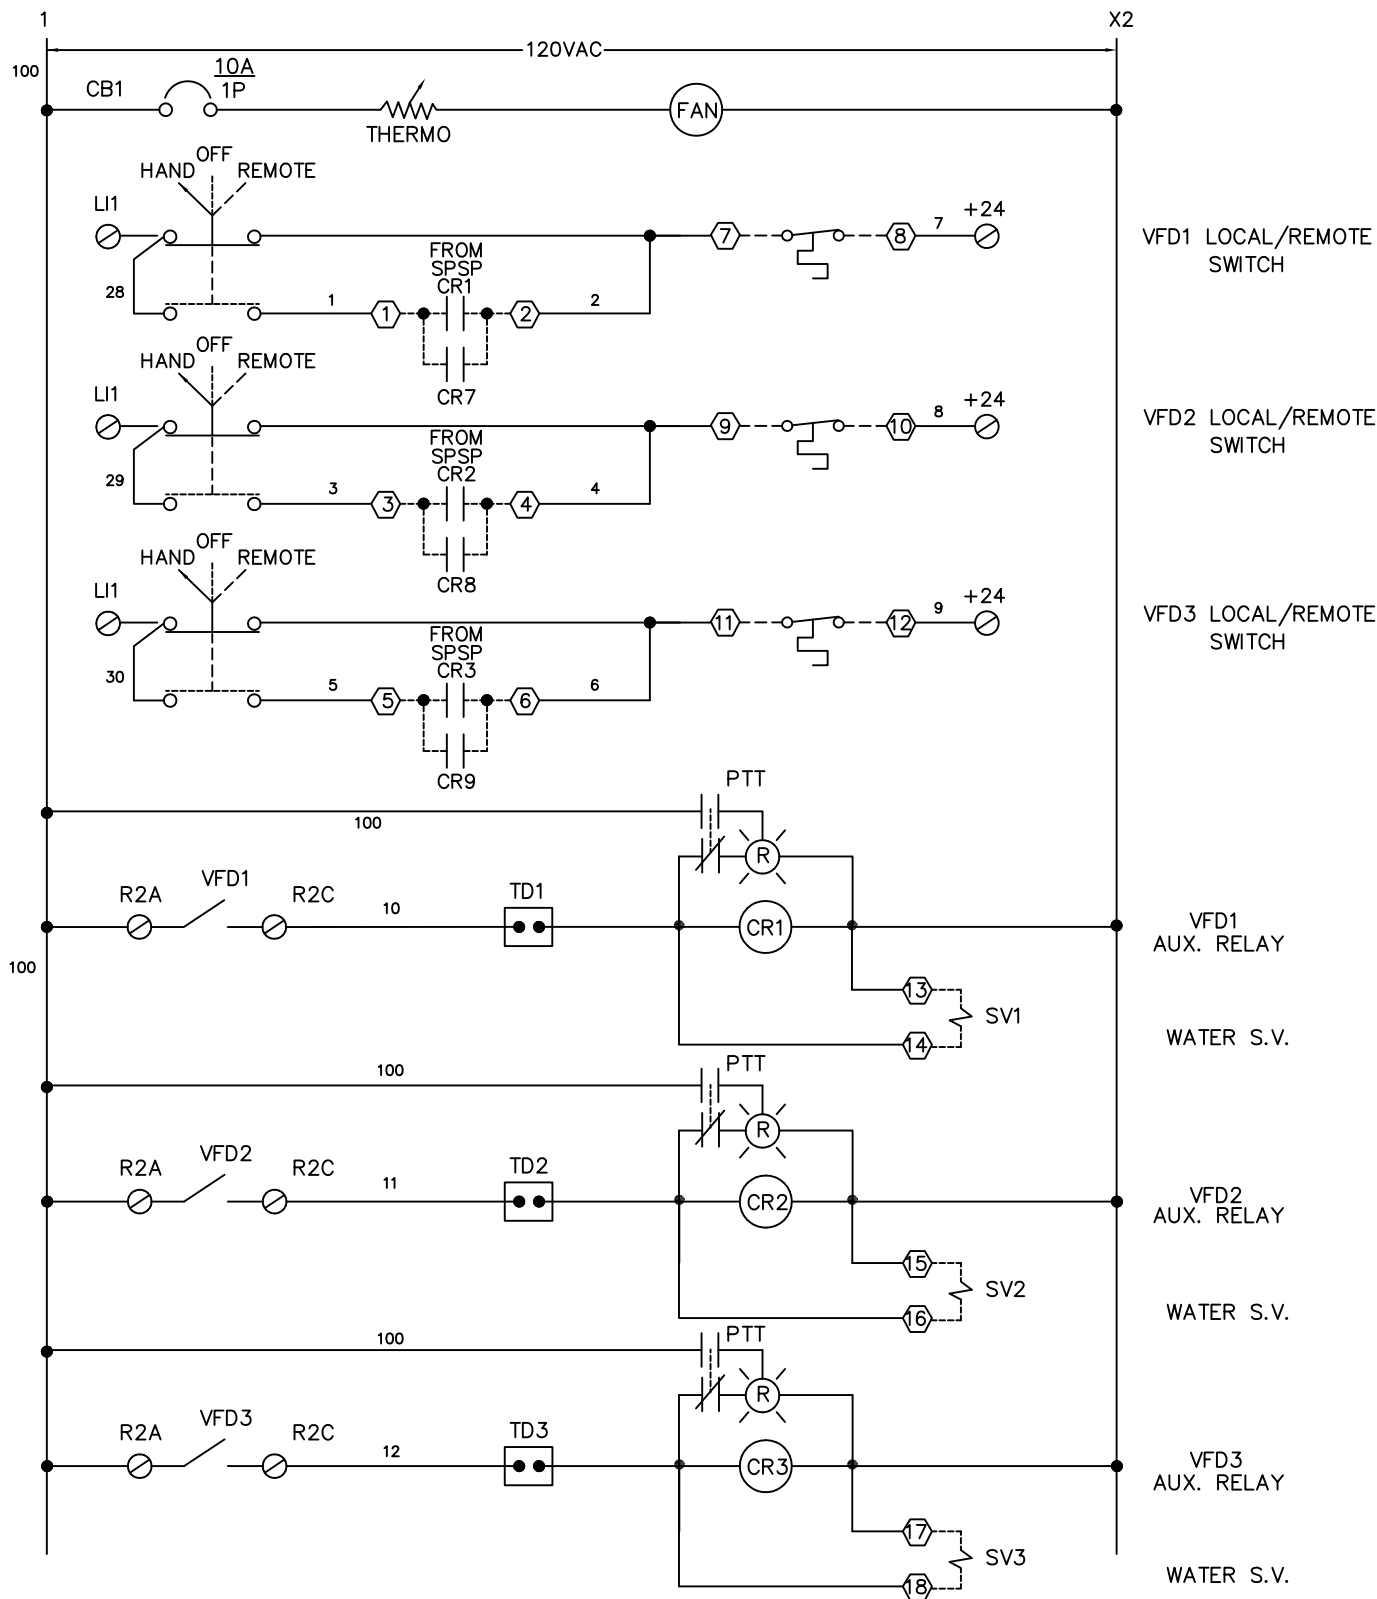 1
X2
120VAC
100
CB1
10A
1P
THERMO
FAN
OFF
HAND
REMOTE
LI1
7
8
7
+24
VFD1 LOCAL/REMOTE
SWITCH
FROM
SPSP
CR1
28
1
1
2
2
CR7
OFF
HAND
REMOTE
LI1
9
10
8
+24
VFD2 LOCAL/REMOTE
SWITCH
FROM
SPSP
CR2
29
3
3
4
4
CR8
OFF
HAND
REMOTE
LI1
11
12
9
+24
VFD3 LOCAL/REMOTE
SWITCH
FROM
SPSP
CR3
30
5
5
6
6
CR9
PTT
100
R
R2A
VFD1
R2C
10
TD1
CR1
VFD1
AUX. RELAY
100
13
SV1
14
WATER S.V.
100
PTT
R
R2A
VFD2
R2C
11
TD2
CR2
VFD2
AUX. RELAY
15
SV2
16
WATER S.V.
100
PTT
R
R2A
VFD3
R2C
12
TD3
CR3
VFD3
AUX. RELAY
17
SV3
18
WATER S.V.